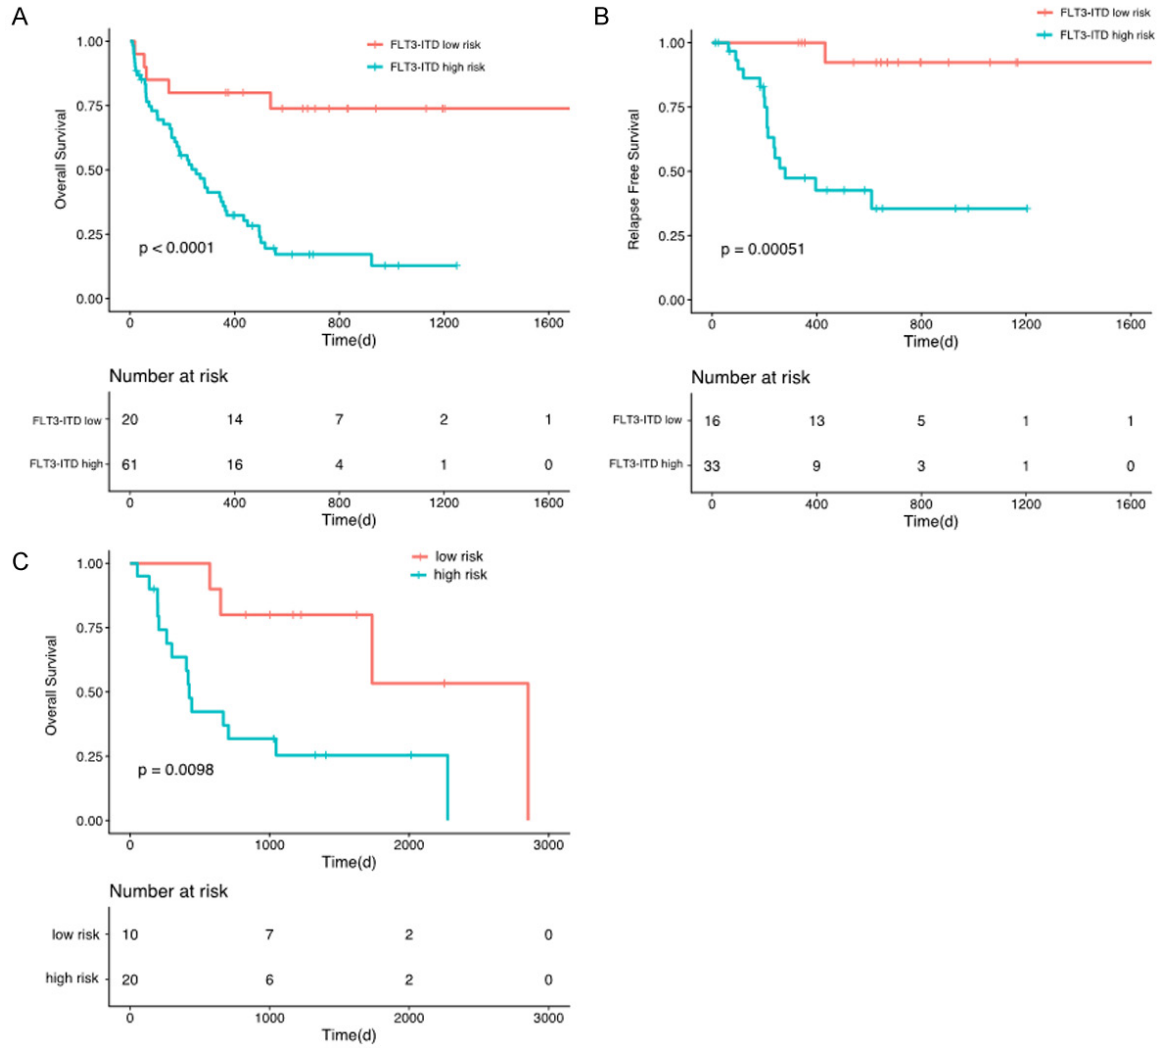 A
FLT3-ITD low risk
FLT3-ITD high risk
Overall Survival
1.00
0.75
0.50
0.25
0.00
p < 0.0001
0 400 800 1200 1600
Time(d)
Number at risk
FLT3-ITD low 20 14 7 2 1
FLT3-ITD high 61 16 4 1 0
0 400 800 1200 1600
Time(d)
B
FLT3-ITD low risk
FLT3-ITD high risk
Relapse Free Survival
1.00
0.75
0.50
0.25
0.00
p = 0.00051
0 400 800 1200 1600
Time(d)
Number at risk
FLT3-ITD low 16 13 5 1 1
FLT3-ITD high 33 9 3 1 0
0 400 800 1200 1600
Time(d)
C
low risk
high risk
Overall Survival
1.00
0.75
0.50
0.25
0.00
p = 0.0098
0 1000 2000 3000
Time(d)
Number at risk
low risk 10 7 2 0
high risk 20 6 2 0
0 1000 2000 3000
Time(d)